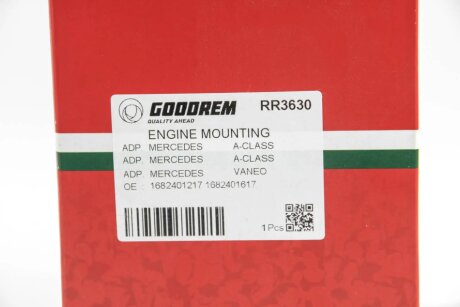 GOODREM RR3630
QUALITY AHEAD
ENGINE MOUNTING
ADP. MERCEDES A-CLASS
ADP. MERCEDES A-CLASS
ADP. MERCEDES VANEO
OE : 1682401217 1682401617
1 Pcs